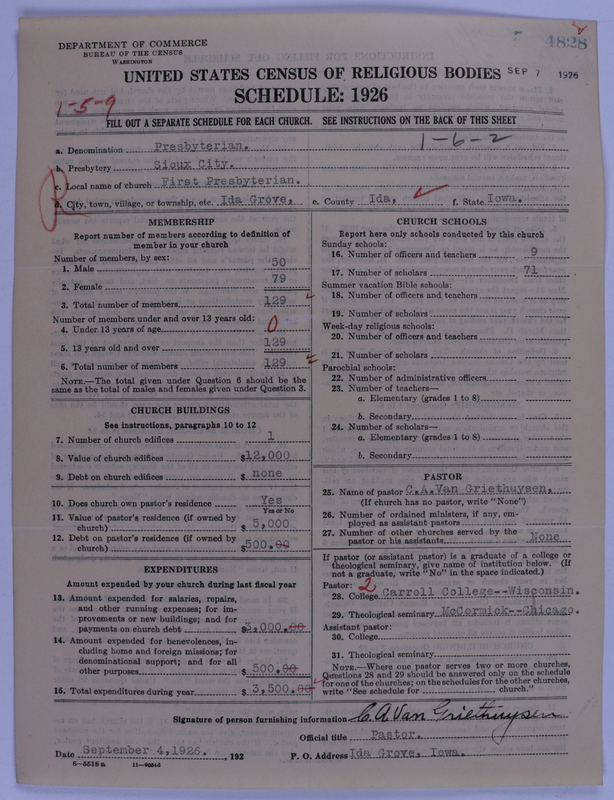 4828
DEPARTMENT OF COMMERCE
BUREAU OF THE CENSUS
WASHINGTON
UNITED STATES CENSUS OF RELIGIOUS BODIES SEP 7 1926
SCHEDULE: 1926
1-5-9
FILL OUT A SEPARATE SCHEDULE FOR EACH CHURCH. SEE INSTRUCTIONS ON THE BACK OF THIS SHEET
1-6-2
a. Denomination Presbyterian.
b. Presbytery Sioux City.
c. Local name of church First Presbyterian.
d. City, town, village, or township, etc. Ida Grove, e. County Ida, f. State Iowa.
MEMBERSHIP
Report number of members according to definition of
member in your church
Number of members, by sex:
1. Male 50
2. Female 79
3. Total number of members 129
Number of members under and over 13 years old:
4. Under 13 years of age 0
5. 13 years old and over 129
6. Total number of members 129
NOTE.—The total given under Question 6 should be the
same as the total of males and females given under Question 3.
CHURCH BUILDINGS
See instructions, paragraphs 10 to 12
7. Number of church edifices 1
8. Value of church edifices $12,000
9. Debt on church edifices $ none
10. Does church own pastor's residence Yes
Yes or No
11. Value of pastor's residence (if owned by
church) $ 5,000
12. Debt on pastor's residence (if owned by
church) $500.00
EXPENDITURES
Amount expended by your church during last fiscal year
13. Amount expended for salaries, repairs,
and other running expenses; for im-
provements or new buildings; and for
payments on church debt $3,000.00
14. Amount expended for benevolences, in-
cluding home and foreign missions; for
denominational support; and for all
other purposes $ 500.00
15. Total expenditures during year $ 3,500.00
CHURCH SCHOOLS
Report here only schools conducted by this church
Sunday schools:
16. Number of officers and teachers 9
17. Number of scholars 71
Summer vacation Bible schools:
18. Number of officers and teachers
19. Number of scholars
Week-day religious schools:
20. Number of officers and teachers
21. Number of scholars
Parochial schools:
22. Number of administrative officers
23. Number of teachers—
a. Elementary (grades 1 to 8)
b. Secondary
24. Number of scholars—
a. Elementary (grades 1 to 8)
b. Secondary
PASTOR
25. Name of pastor C.A.Van Griethuysen.
(If church has no pastor, write "None")
26. Number of ordained ministers, if any, em-
ployed as assistant pastors
27. Number of other churches served by the
pastor or his assistants None
If pastor (or assistant pastor) is a graduate of a college or
theological seminary, give name of institution below. (If
not a graduate, write "No" in the space indicated.)
Pastor: 2
28. College Carroll College--Wisconsin.
29. Theological seminary McCormick--Chicago.
Assistant pastor:
30. College
31. Theological seminary
NOTE.—Where one pastor serves two or more churches,
Questions 28 and 29 should be answered only on the schedule
for one of the churches; on the schedules for the other churches,
write "See schedule for church."
Signature of person furnishing information C. A. Van Griethuysen
Official title Pastor.
Date September 4,1926. , 192 P. O. Address Ida Grove, Iowa.
8-5518a 11-9054d